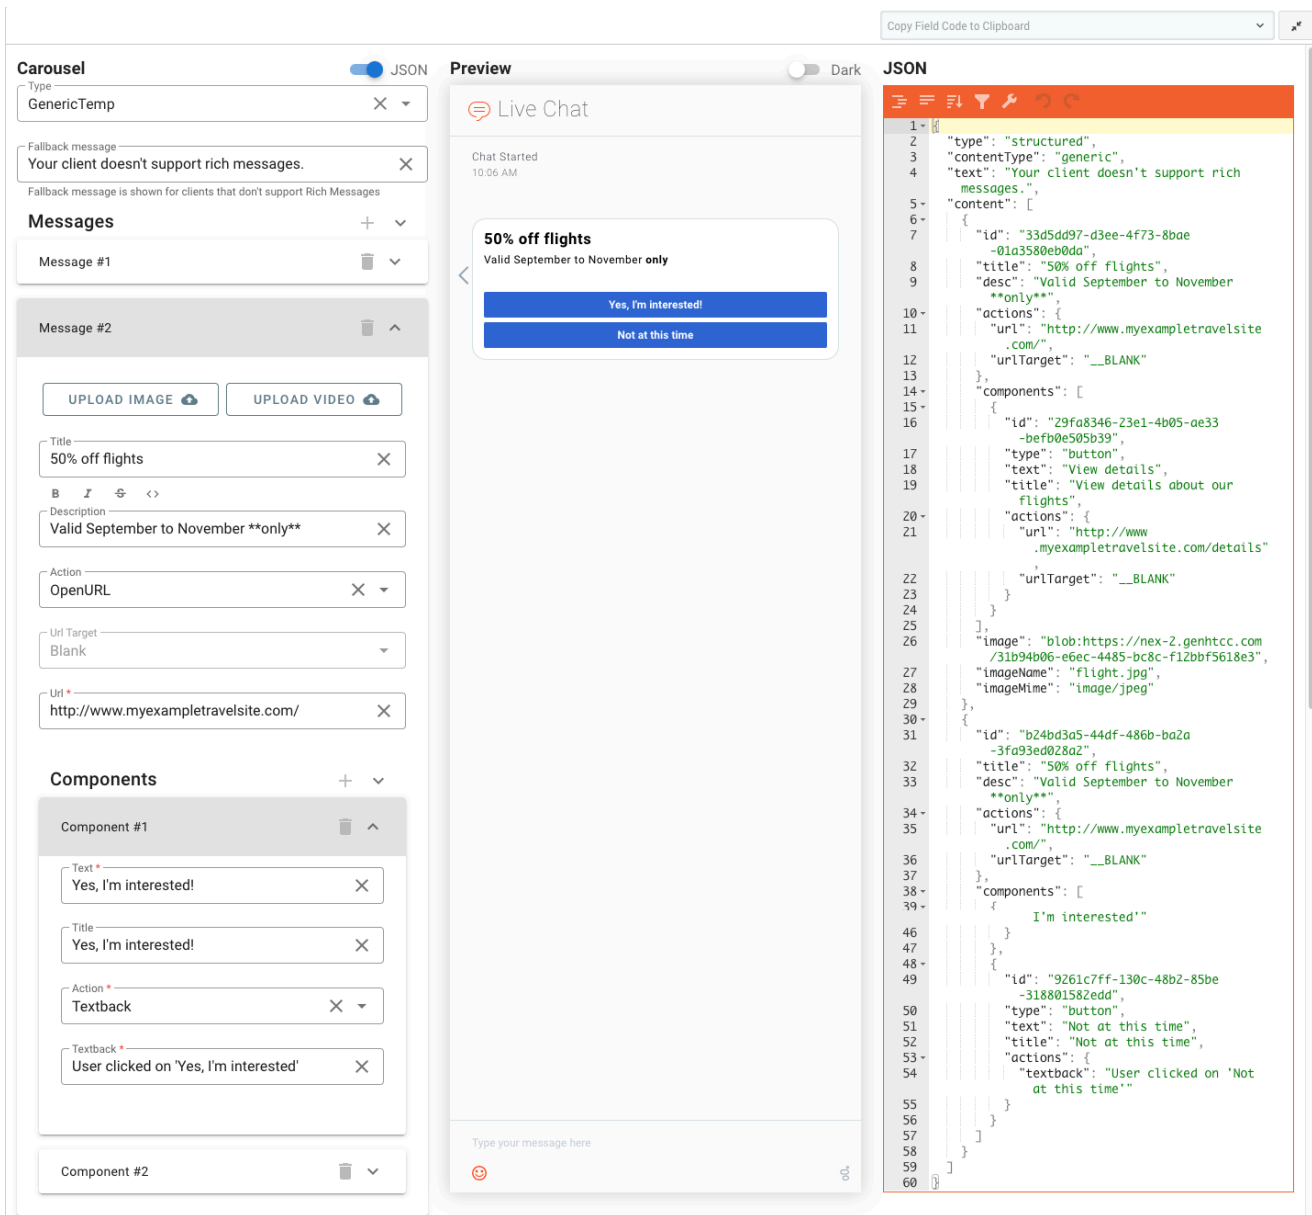 Copy Field Code to Clipboard
Carousel
JSON
Type
GenericTemp
Fallback message
Your client doesn't support rich messages.
Fallback message is shown for clients that don't support Rich Messages
Messages
Message #1
Message #2
UPLOAD IMAGE
UPLOAD VIDEO
Title
50% off flights
B I S <>
Description
Valid September to November **only**
Action
OpenURL
Url Target
Blank
Url *
http://www.myexampletravelsite.com/
Components
Component #1
Text *
Yes, I'm interested!
Title
Yes, I'm interested!
Action *
Textback
Textback *
User clicked on 'Yes, I'm interested'
Component #2
Preview
Dark
Live Chat
Chat Started
10:06 AM
50% off flights
Valid September to November only
Yes, I'm interested!
Not at this time
Type your message here
JSON
1 {
2 "type": "structured",
3 "contentType": "generic",
4 "text": "Your client doesn't support rich
messages.",
5 "content": [
6 {
7 "id": "33d5dd97-d3ee-4f73-8bae
-01a3580eb0da",
8 "title": "50% off flights",
9 "desc": "Valid September to November
**only**",
10 "actions": {
11 "url": "http://www.myexampletravelsite
.com/",
12 "urlTarget": "__BLANK"
13 },
14 "components": [
15 {
16 "id": "29fa8346-23e1-4b05-ae33
-befb0e505b39",
17 "type": "button",
18 "text": "View details",
19 "title": "View details about our
flights",
20 "actions": {
21 "url": "http://www
.myexampletravelsite.com/details"
,
22 "urlTarget": "__BLANK"
23 }
24 }
25 ],
26 "image": "blob:https://nex-2.genhtcc.com
/31b94b06-e6ec-4485-bc8c-f12bbf5618e3",
27 "imageName": "flight.jpg",
28 "imageMime": "image/jpeg"
29 },
30 {
31 "id": "b24bd3a5-44df-486b-ba2a
-3fa93ed028a2",
32 "title": "50% off flights",
33 "desc": "Valid September to November
**only**",
34 "actions": {
35 "url": "http://www.myexampletravelsite
.com/",
36 "urlTarget": "__BLANK"
37 },
38 "components": [
39 {
I'm interested'"
46 }
47 },
48 {
49 "id": "9261c7ff-130c-48b2-85be
-318801582edd",
50 "type": "button",
51 "text": "Not at this time",
52 "title": "Not at this time",
53 "actions": {
54 "textback": "User clicked on 'Not
at this time'"
55 }
56 }
57 ]
58 }
59 ]
60 }